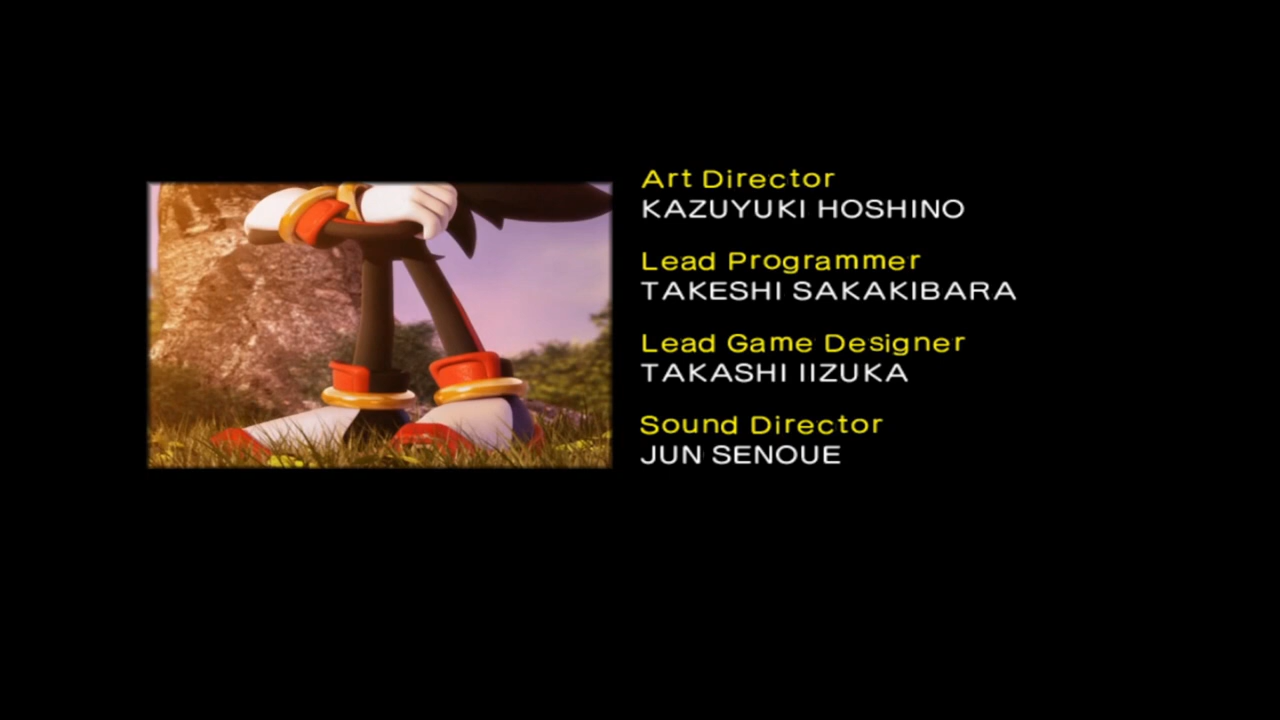 Art Director
KAZUYUKI HOSHINO
Lead Programmer
TAKESHI SAKAKIBARA
Lead Game Designer
TAKASHI IIZUKA
Sound Director
JUN SENOUE